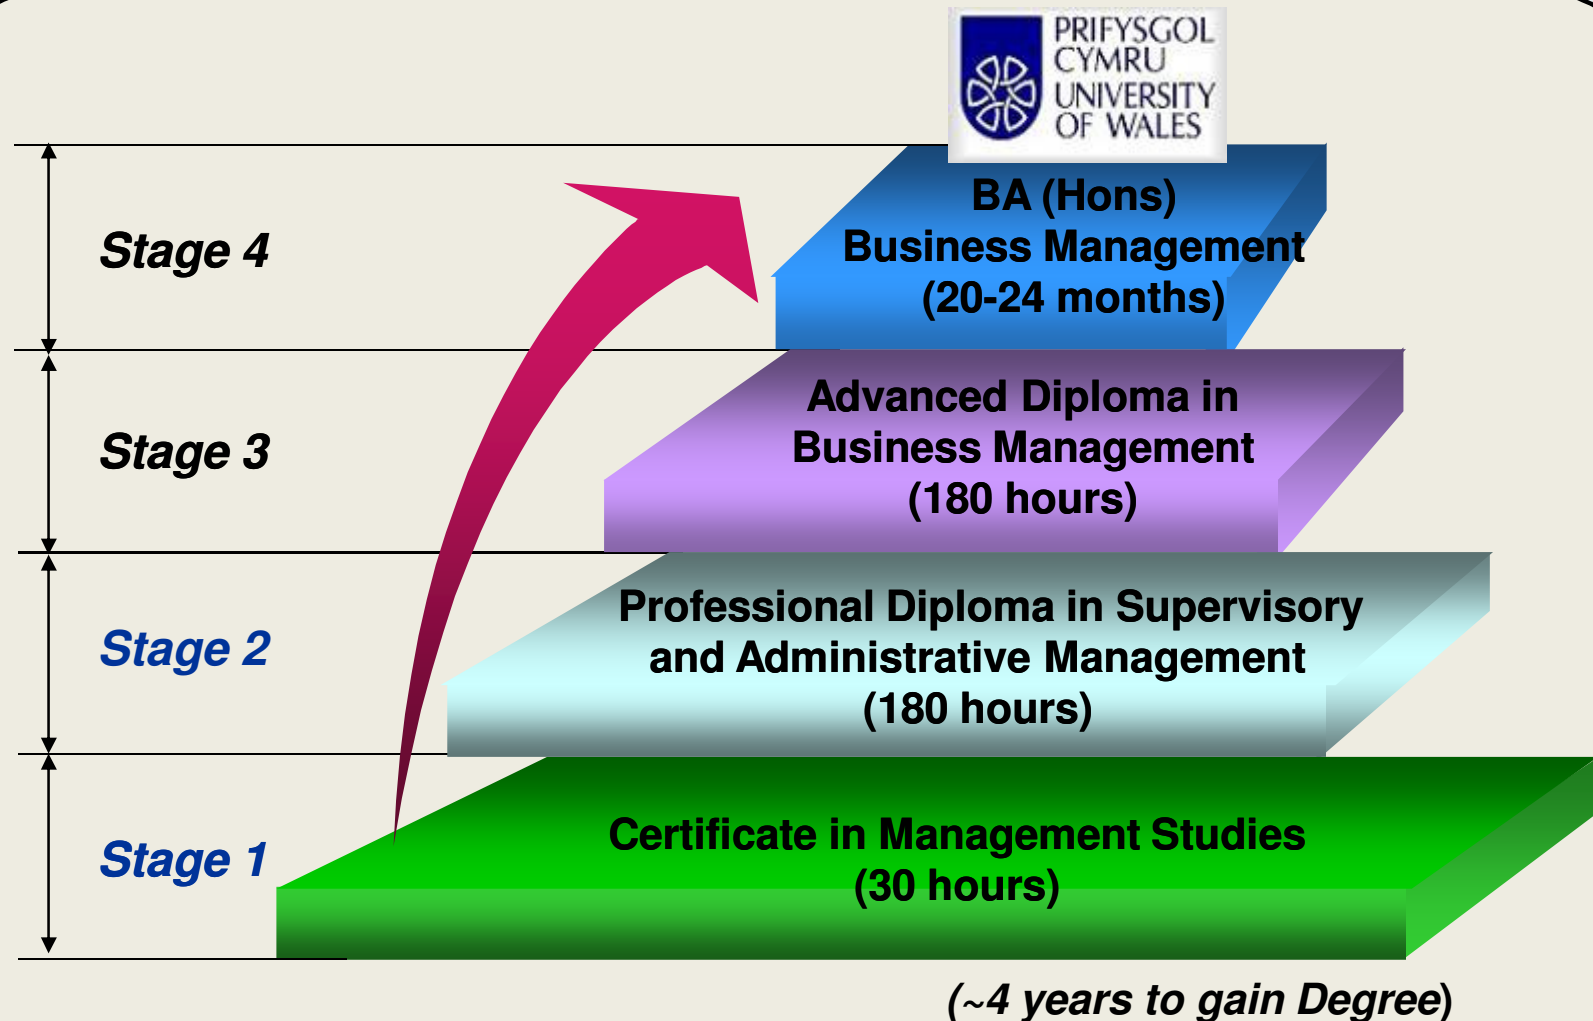 PRIFYSGOL
CYMRU
UNIVERSITY
OF WALES
Stage 4
BA (Hons)
Business Management
(20-24 months)
Stage 3
Advanced Diploma in
Business Management
(180 hours)
Stage 2
Professional Diploma in Supervisory
and Administrative Management
(180 hours)
Stage 1
Certificate in Management Studies
(30 hours)
(~4 years to gain Degree)